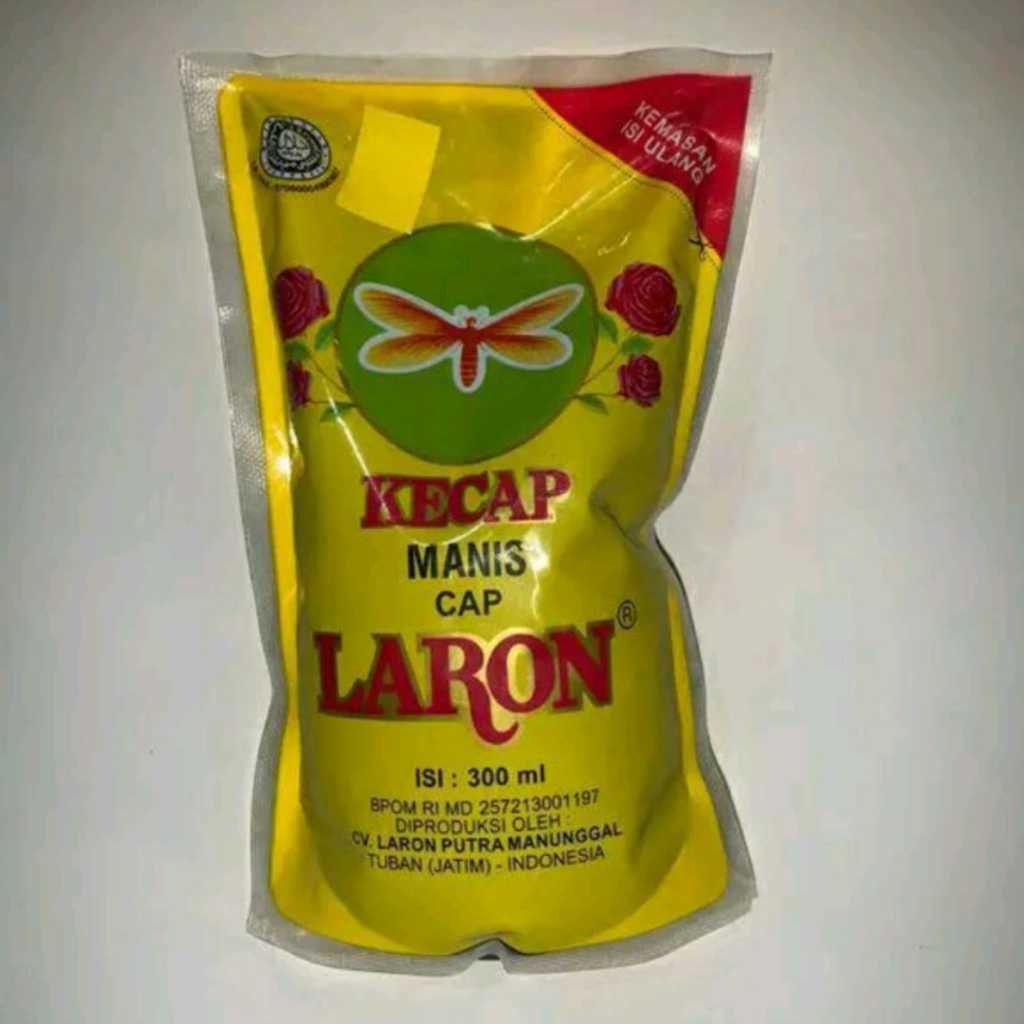 KEMASAN
ISI ULANG
KECAP
MANIS
CAP
LARON ®
ISI : 300 ml
BPOM RI MD 257213001197
DIPRODUKSI OLEH :
CV. LARON PUTRA MANUNGGAL
TUBAN (JATIM) - INDONESIA